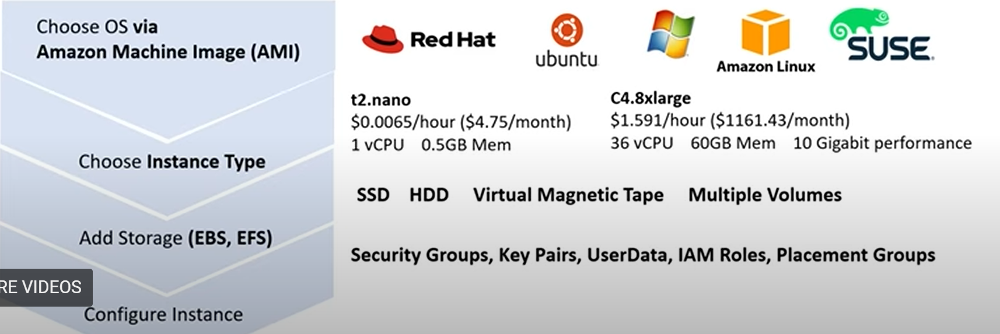 Choose OS via
Amazon Machine Image (AMI)
Red Hat
ubuntu
Amazon Linux
SUSE
t2.nano
$0.0065/hour ($4.75/month)
1 vCPU 0.5GB Mem
C4.8xlarge
$1.591/hour ($1161.43/month)
36 vCPU 60GB Mem 10 Gigabit performance
Choose Instance Type
SSD HDD Virtual Magnetic Tape Multiple Volumes
Add Storage (EBS, EFS)
Security Groups, Key Pairs, UserData, IAM Roles, Placement Groups
RE VIDEOS
Configure Instance